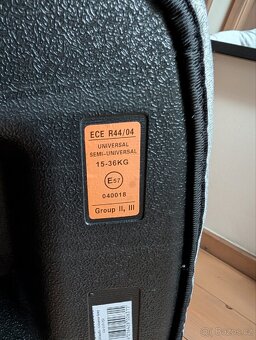 ECE R44/04
UNIVERSAL
SEMI-UNIVERSAL
15-36KG
E57
040018
Group II, III